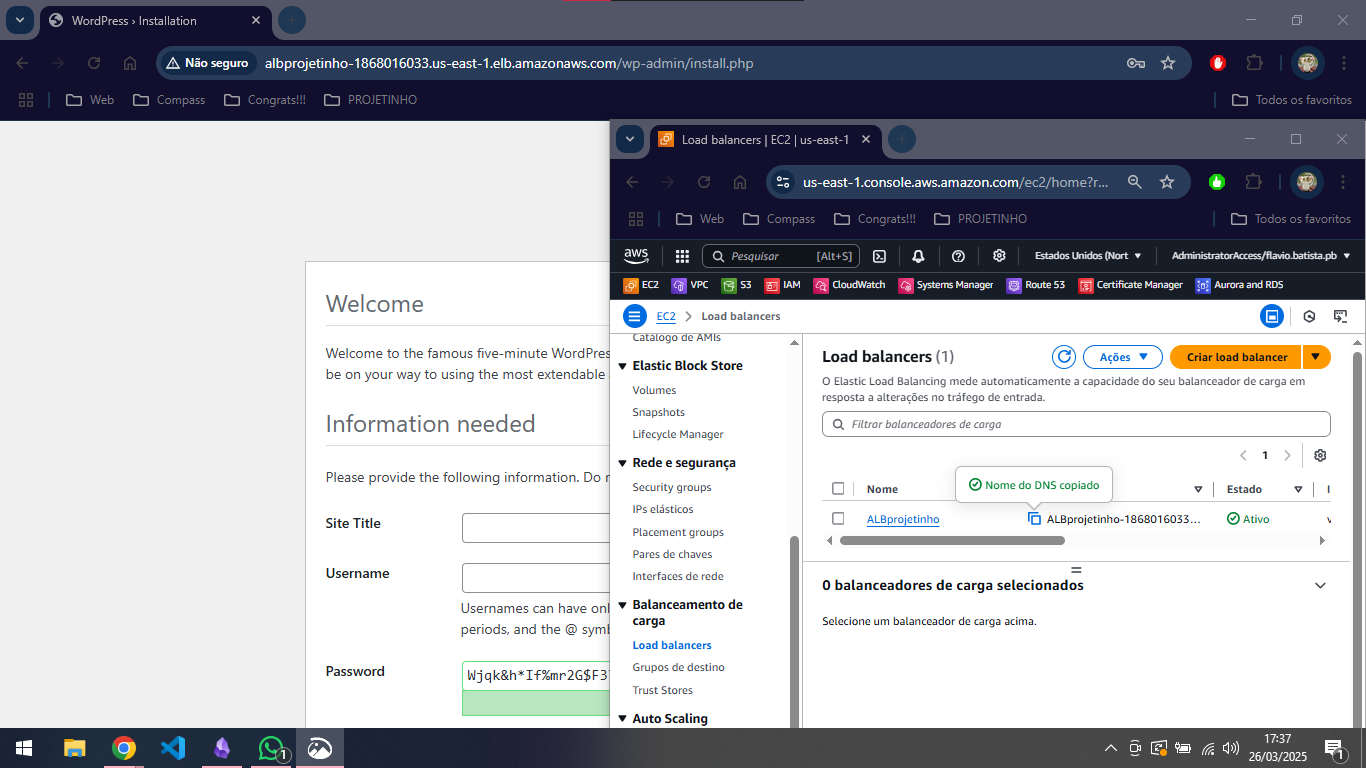 WordPress › Installation
Não seguro
albprojetinho-1868016033.us-east-1.elb.amazonaws.com/wp-admin/install.php
Web
Compass
Congrats!!!
PROJETINHO
Todos os favoritos
Welcome
Welcome to the famous five-minute WordPres
be on your way to using the most extendable
Information needed
Please provide the following information. Do
Site Title
Username
Usernames can have
periods, and the @
Password
Wjqk&h*If%mr2G$F3
Load balancers | EC2 | us-east-1
us-east-1.console.aws.amazon.com/ec2/home?r...
Web
Compass
Congrats!!!
PROJETINHO
Todos os favoritos
aws
Pesquisar
[Alt+S]
Estados Unidos (Nort
AdministratorAccess/flavio.batista.pb
EC2
VPC
S3
IAM
CloudWatch
Systems Manager
Route 53
Certificate Manager
Aurora and RDS
EC2
Load balancers
Catálogo de AMIs
Elastic Block Store
Volumes
Snapshots
Lifecycle Manager
Rede e segurança
Security groups
IPs elásticos
Placement groups
Pares de chaves
Interfaces de rede
Balanceamento de
carga
Load balancers
Grupos de destino
Trust Stores
Auto Scaling
Load balancers (1)
Ações
Criar load balancer
O Elastic Load Balancing mede automaticamente a capacidade do seu balanceador de carga em
resposta a alterações no tráfego de entrada.
Filtrar balanceadores de carga
1
Nome do DNS copiado
Nome
Estado
ALBprojetinho
ALBprojetinho-1868016033...
Ativo
0 balanceadores de carga selecionados
Selecione um balanceador de carga acima.
1
17:37
26/03/2025
1